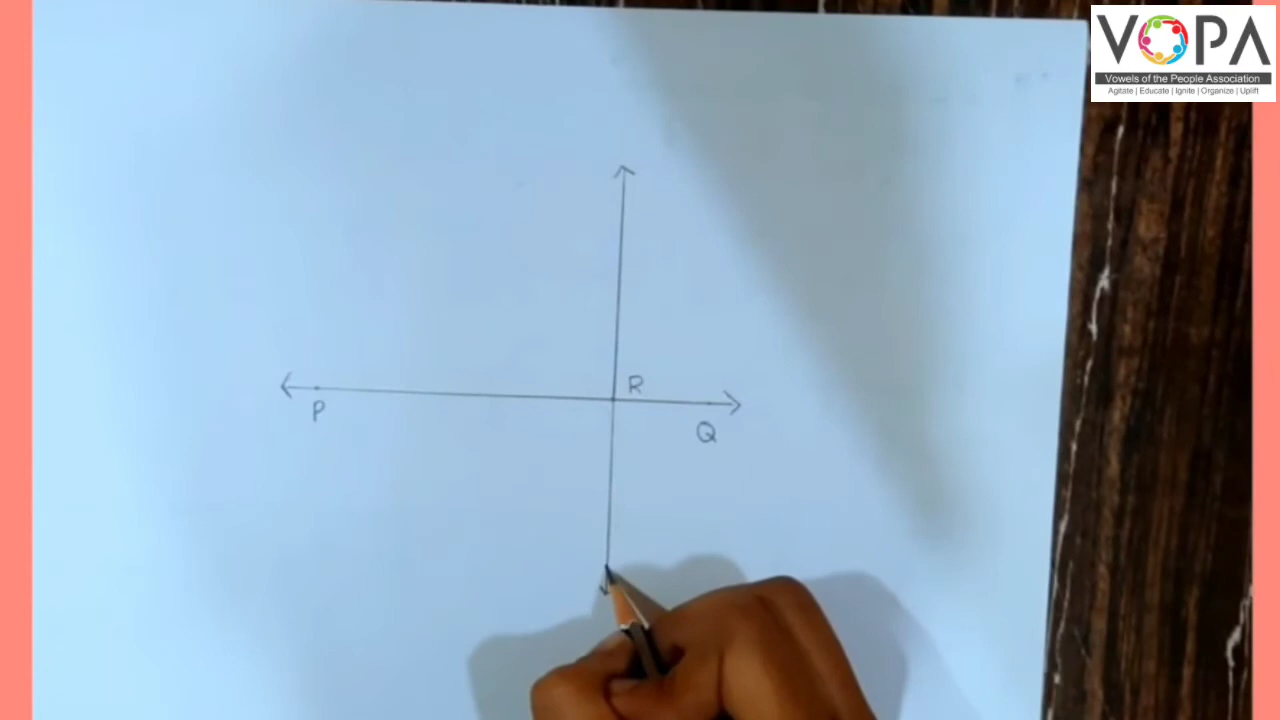 VOPA
Vowels of the People Association
Agitate | Educate | Ignite | Organize | Uplift
R
P
Q